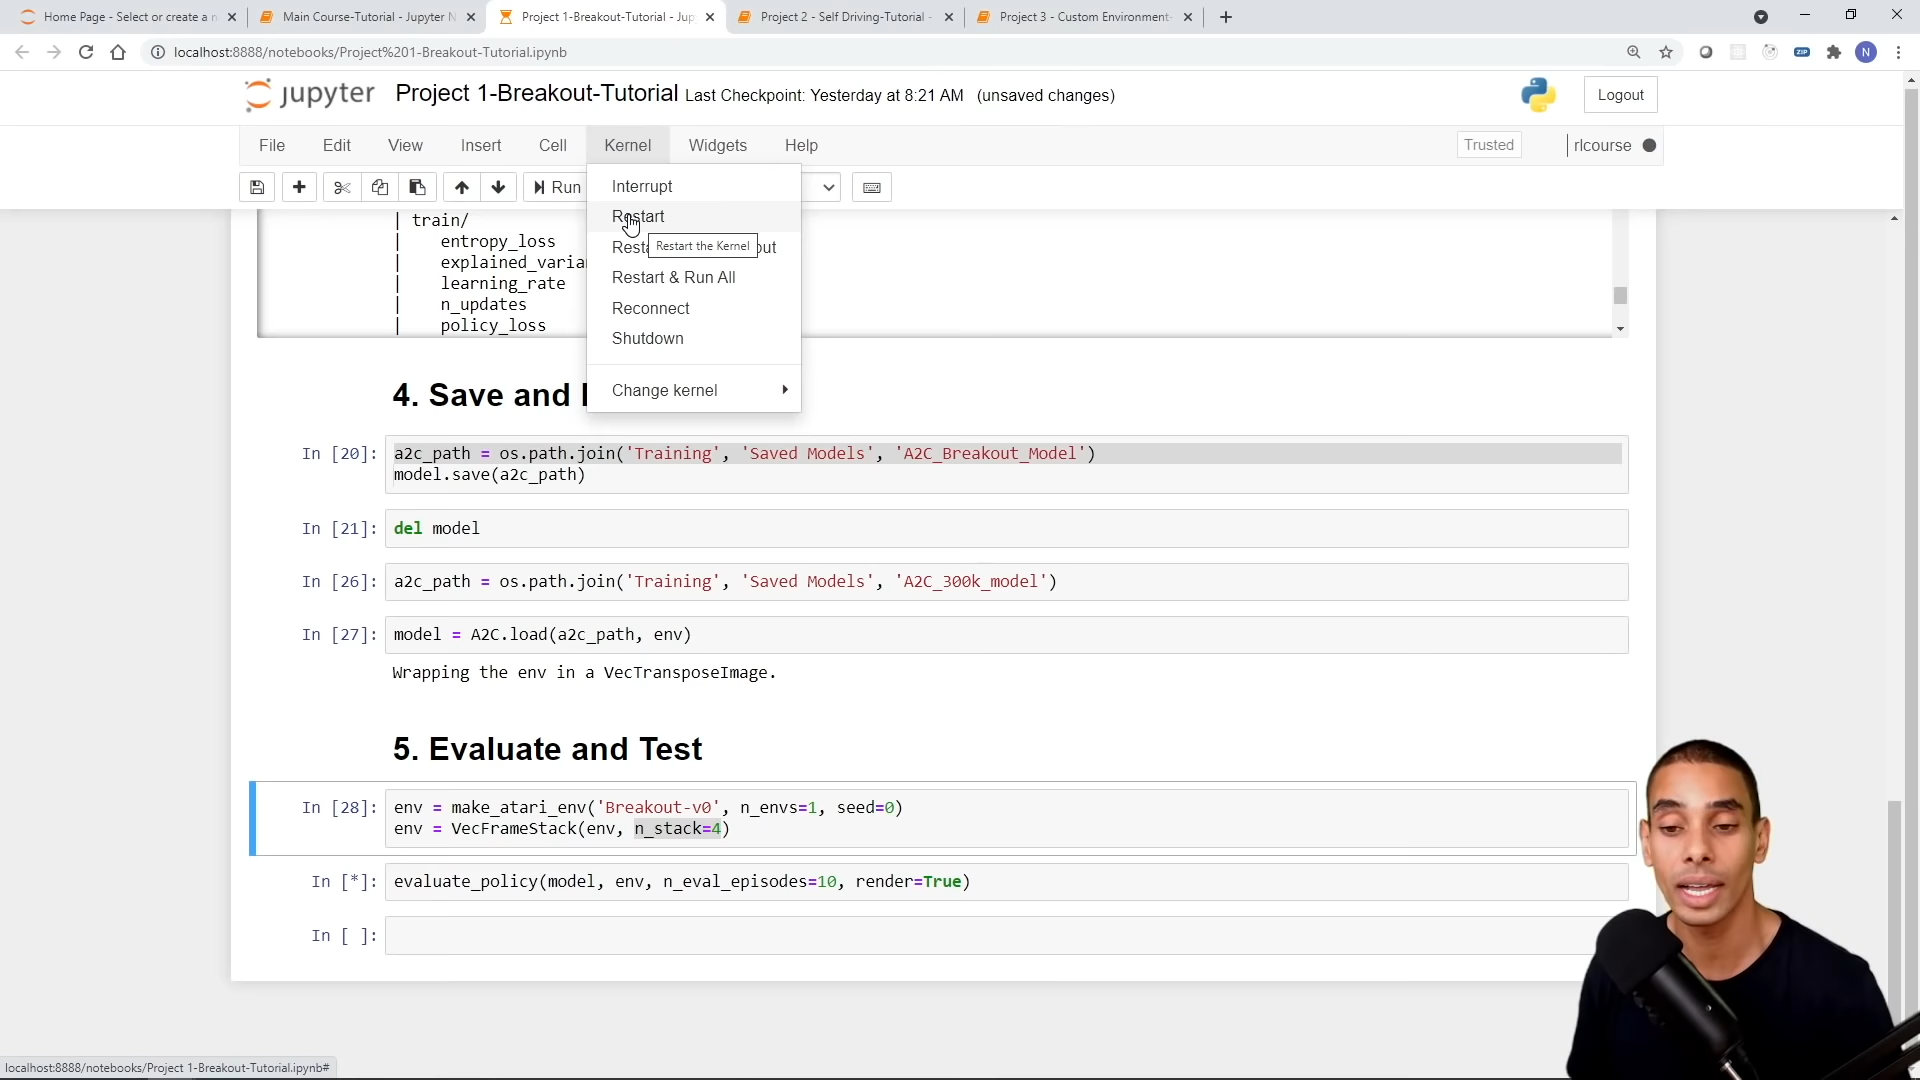 Home Page - Select or create a n
Main Course-Tutorial - Jupyter N
Project 1-Breakout-Tutorial - Jup
Project 2 - Self Driving-Tutorial -
Project 3 - Custom Environment-
localhost:8888/notebooks/Project%201-Breakout-Tutorial.ipynb
ZIP
N
jupyter
Project 1-Breakout-Tutorial Last Checkpoint: Yesterday at 8:21 AM (unsaved changes)
Logout
File Edit View Insert Cell Kernel Widgets Help
Trusted
rlcourse
Run
Interrupt
Restart
Resta
out
Restart the Kernel
Restart & Run All
Reconnect
Shutdown
Change kernel
| train/
| entropy_loss
| explained_varian
| learning_rate
| n_updates
| policy_loss
4. Save and
In [20]: a2c_path = os.path.join('Training', 'Saved Models', 'A2C_Breakout_Model')
model.save(a2c_path)
In [21]: del model
In [26]: a2c_path = os.path.join('Training', 'Saved Models', 'A2C_300k_model')
In [27]: model = A2C.load(a2c_path, env)
Wrapping the env in a VecTransposeImage.
5. Evaluate and Test
In [28]: env = make_atari_env('Breakout-v0', n_envs=1, seed=0)
env = VecFrameStack(env, n_stack=4)
In [*]: evaluate_policy(model, env, n_eval_episodes=10, render=True)
In [ ]:
localhost:8888/notebooks/Project 1-Breakout-Tutorial.ipynb#